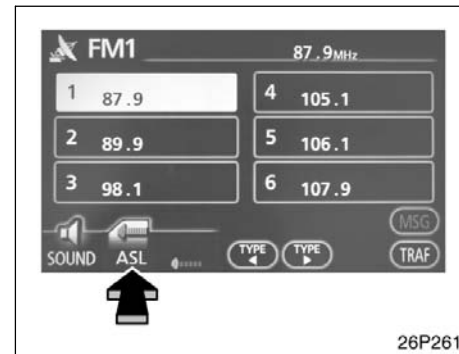 FM1 87.9MHz
1 87.9
2 89.9
3 98.1
4 105.1
5 106.1
6 107.9
MSG
SOUND ASL TYPE TYPE TRAF
26P261